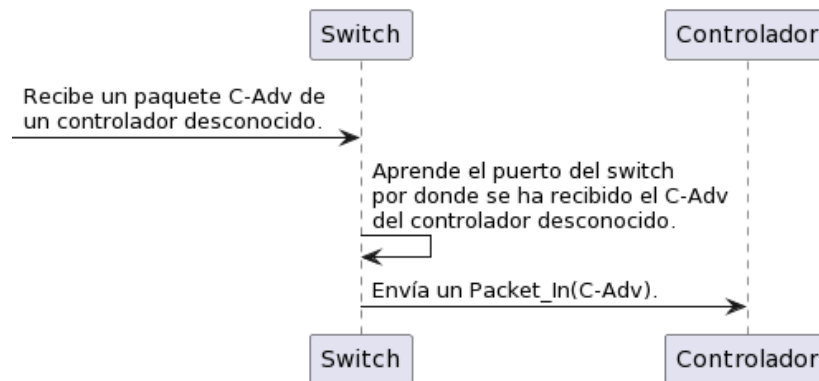 Switch
Controlador
Recibe un paquete C-Adv de
un controlador desconocido.
Aprende el puerto del switch
por donde se ha recibido el C-Adv
del controlador desconocido.
Envía un Packet_In(C-Adv).
Switch
Controlador